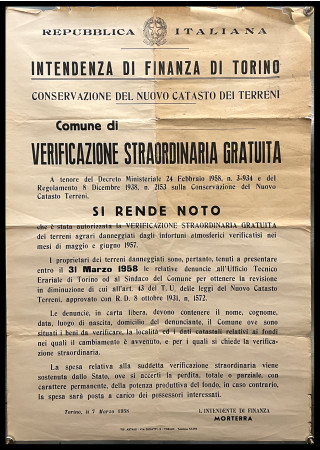 REPUBBLICA ITALIANA
INTENDENZA DI FINANZA DI TORINO
CONSERVAZIONE DEL NUOVO CATASTO DEI TERRENI
Comune di
VERIFICAZIONE STRAORDINARIA GRATUITA
A tenore del Decreto Ministeriale 24 Febbraio 1958, n. 3-934 e del
Regolamento 8 Dicembre 1938, n. 2153 sulla Conservazione del Nuovo
Catasto Terreni.
SI RENDE NOTO
che è stata autorizzata la VERIFICAZIONE STRAORDINARIA GRATUITA
dei terreni agrari danneggiati dagli infortuni atmosferici verificatisi nei
mesi di maggio e giugno 1957.
I proprietari dei terreni danneggiati sono, pertanto, tenuti a presentare
entro il 31 Marzo 1958 le relative denuncie all'Ufficio Tecnico
Erariale di Torino od al Sindaco del Comune per ottenere la revisione
in diminuzione di cui all'art. 43 del T. U. delle leggi del Nuovo Catasto
Terreni, approvato con R. D. 8 ottobre 1931, n, 1572.
Le denuncie, in carta libera, devono contenere il nome, cognome,
data, luogo di nascita, domicilio del denunciante, il Comune ove sono
situati i beni da verificare, la località ed i dati catastali relativi ai fondi
nei quali il cambiamento è avvenuto, e per i quali si chiede la verifica-
zione straordinaria.
La spesa relativa alla suddetta verificazione straordinaria viene
sostenuta dallo Stato, ove si accerti la perdita, totale o parziale, con
carattere permanente, della potenza produttiva del fondo, in caso contrario,
la spesa sarà posta a carico dei possessori interessati.
Torino, li 7 Marzo 1958
L'INTENDENTE DI FINANZA
MORTERRA